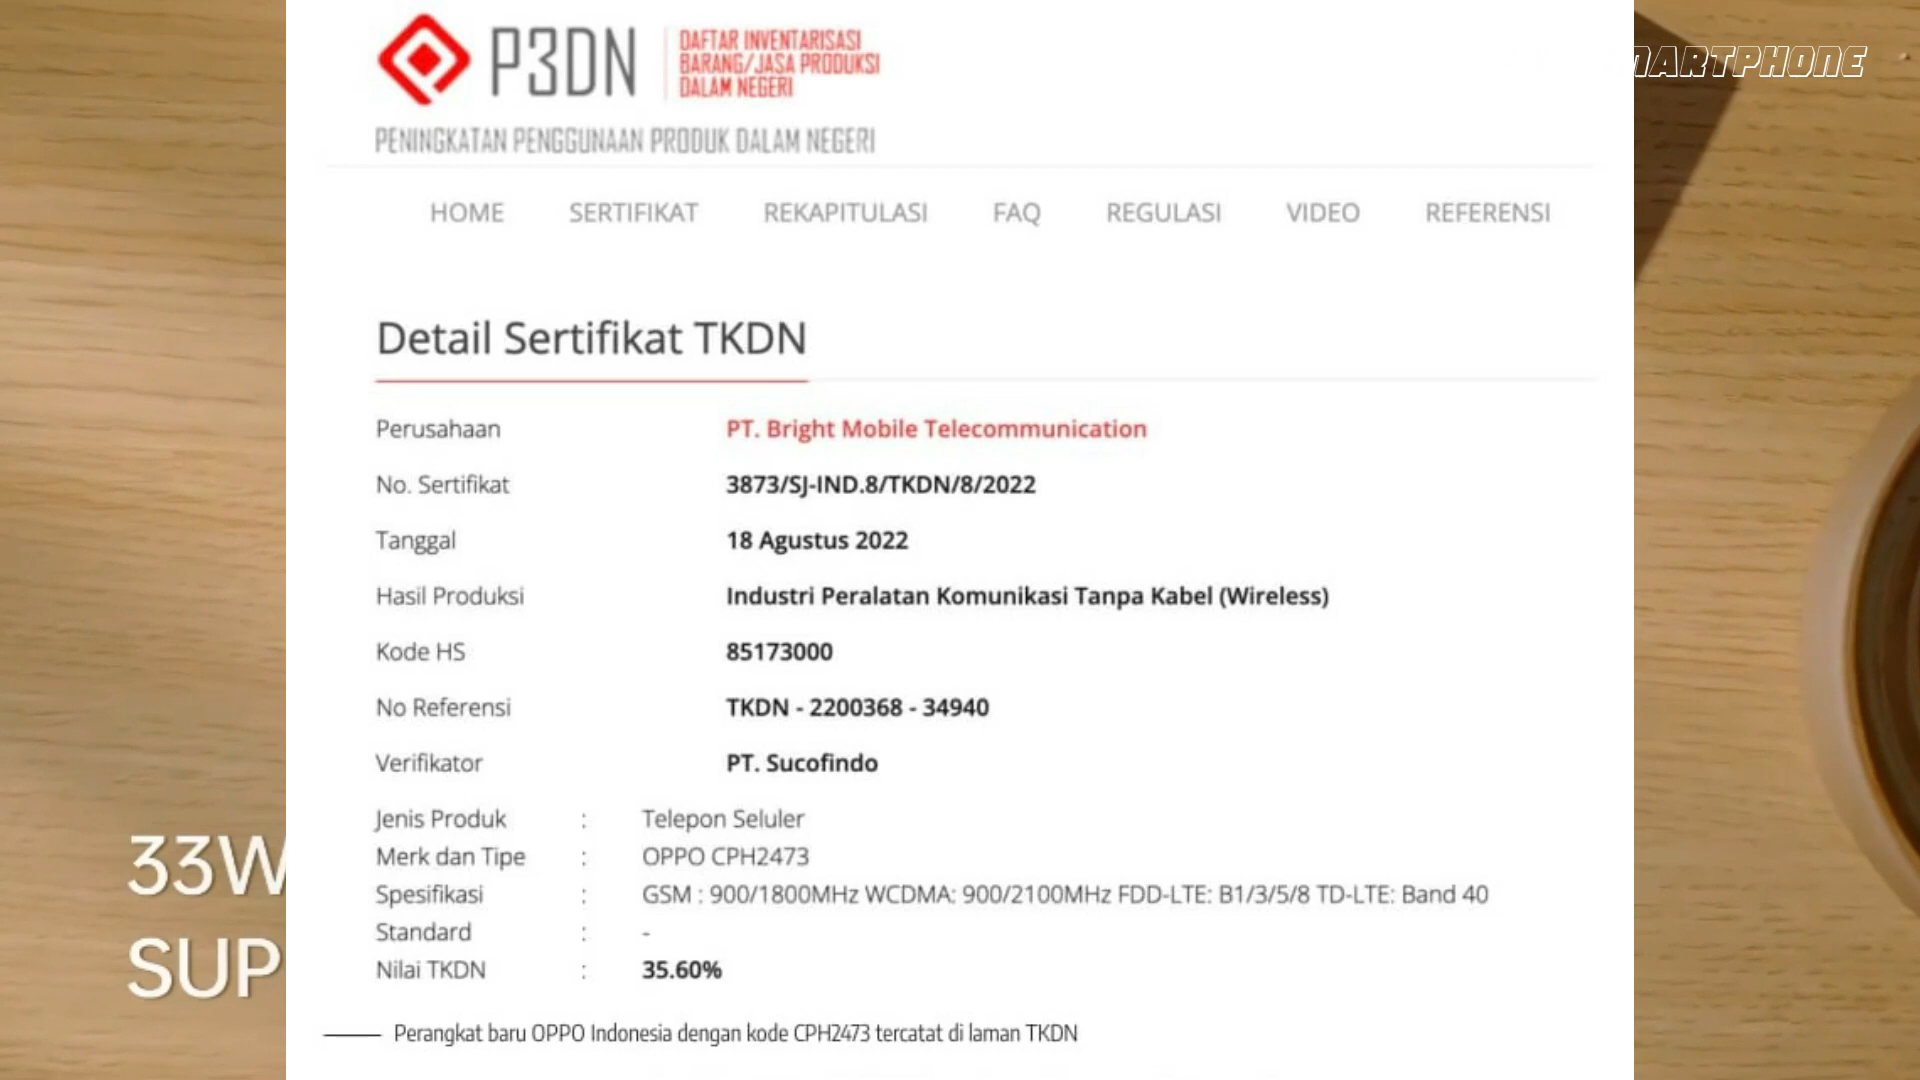 P3DN
DAFTAR INVENTARISASI
BARANG/JASA PRODUKSI
DALAM NEGERI
PENINGKATAN PENGGUNAAN PRODUK DALAM NEGERI
HOME SERTIFIKAT REKAPITULASI FAQ REGULASI VIDEO REFERENSI
Detail Sertifikat TKDN
Perusahaan PT. Bright Mobile Telecommunication
No. Sertifikat 3873/SJ-IND.8/TKDN/8/2022
Tanggal 18 Agustus 2022
Hasil Produksi Industri Peralatan Komunikasi Tanpa Kabel (Wireless)
Kode HS 85173000
No Referensi TKDN - 2200368 - 34940
Verifikator PT. Sucofindo
Jenis Produk : Telepon Seluler
Merk dan Tipe : OPPO CPH2473
Spesifikasi : GSM : 900/1800MHz WCDMA: 900/2100MHz FDD-LTE: B1/3/5/8 TD-LTE: Band 40
Standard : -
Nilai TKDN : 35.60%
Perangkat baru OPPO Indonesia dengan kode CPH2473 tercatat di laman TKDN
33W
SUP